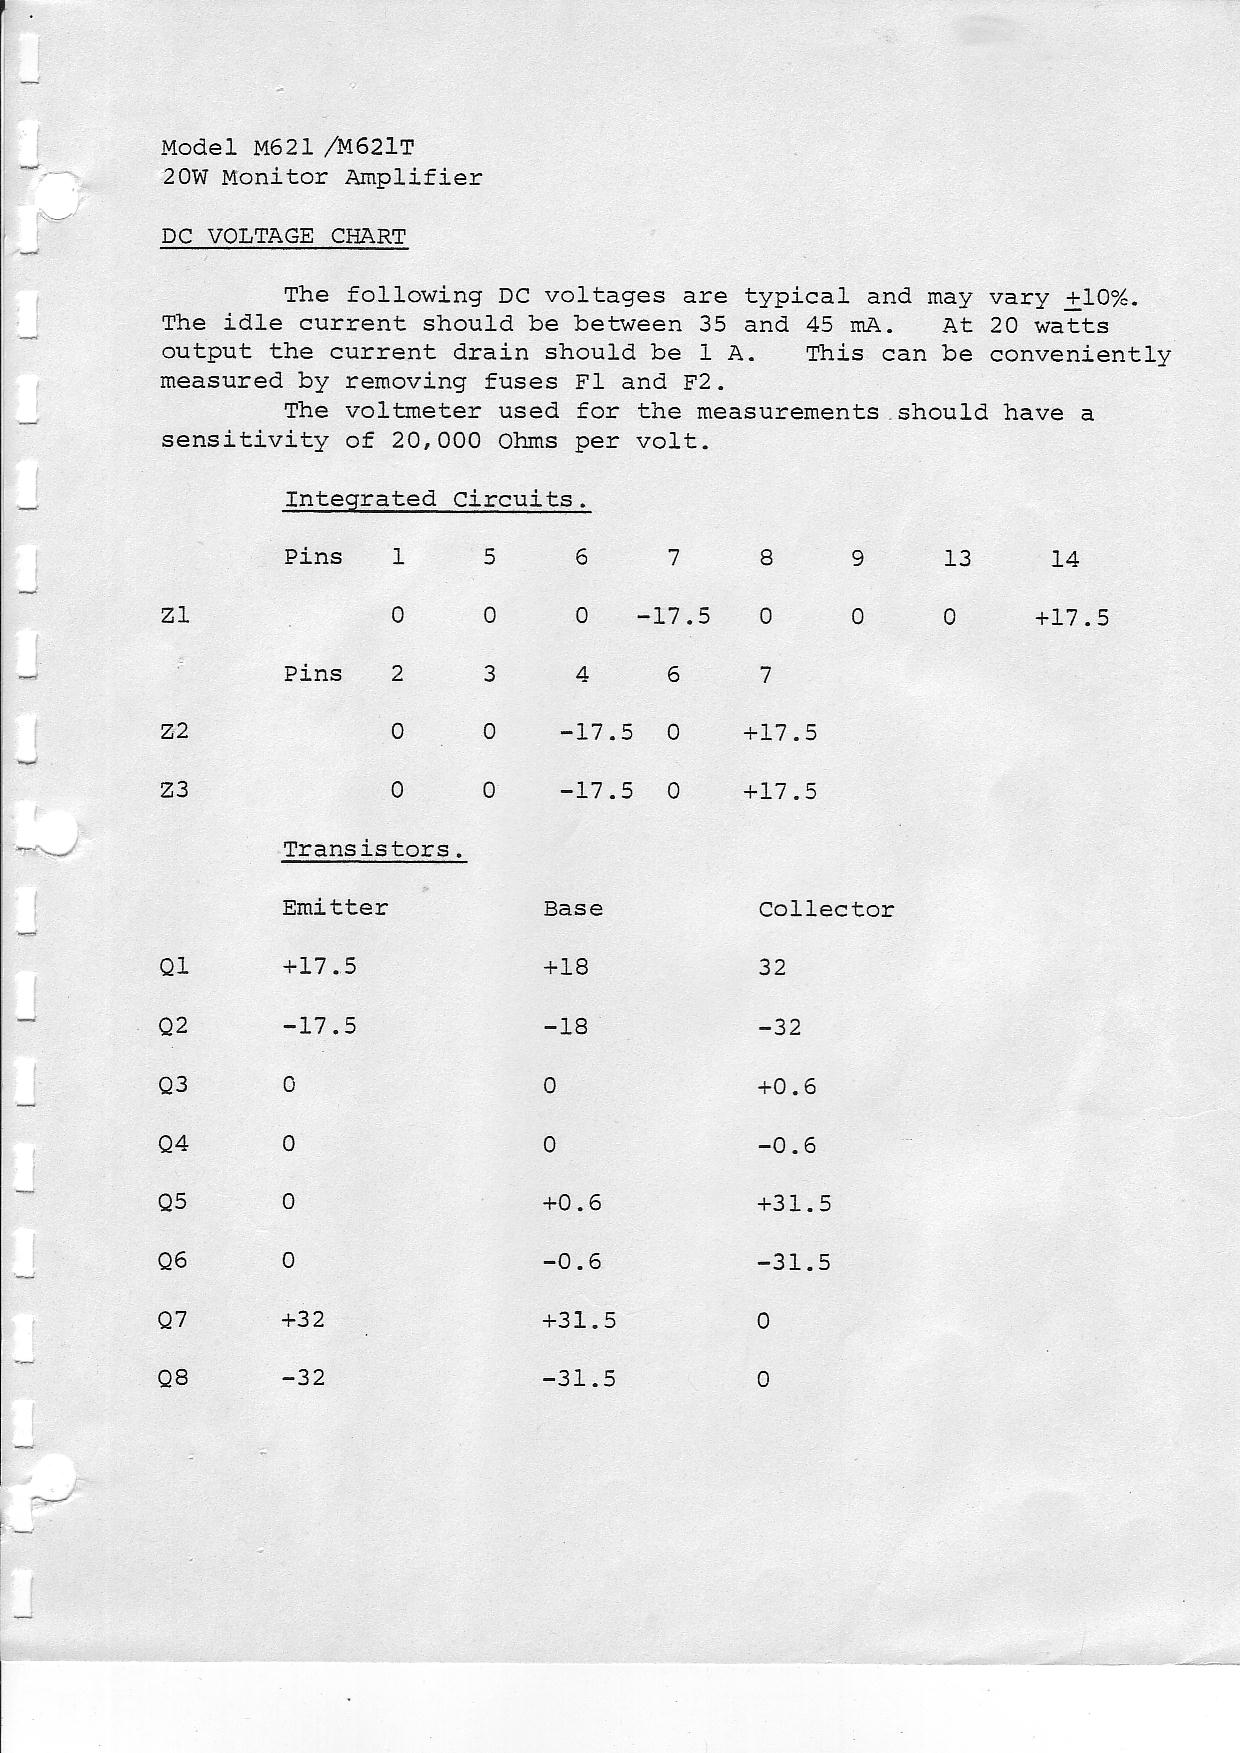 Model M621 /M621T
20W Monitor Amplifier
DC VOLTAGE CHART
The following DC voltages are typical and may vary ±10%.
The idle current should be between 35 and 45 mA. At 20 watts
output the current drain should be 1 A. This can be conveniently
measured by removing fuses F1 and F2.
The voltmeter used for the measurements should have a
sensitivity of 20,000 Ohms per volt.
Integrated Circuits.
Pins 1 5 6 7 8 9 13 14
Z1 0 0 0 -17.5 0 0 0 +17.5
Pins 2 3 4 6 7
Z2 0 0 -17.5 0 +17.5
Z3 0 0 -17.5 0 +17.5
Transistors.
Emitter Base Collector
Q1 +17.5 +18 32
Q2 -17.5 -18 -32
Q3 0 0 +0.6
Q4 0 0 -0.6
Q5 0 +0.6 +31.5
Q6 0 -0.6 -31.5
Q7 +32 +31.5 0
Q8 -32 -31.5 0